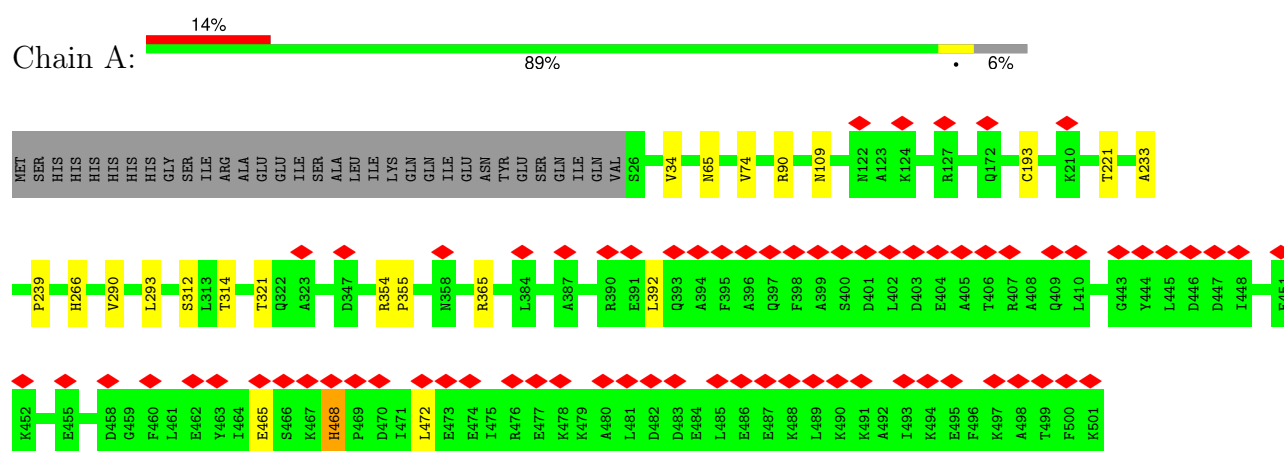 14%
Chain A:
89%
•
6%
MET SER HIS HIS HIS HIS HIS HIS GLY SER ILE ARG ALA GLU GLU ILE SER ALA LEU ILE LYS GLN GLN ILE GLU ASN TYR GLU SER GLN ILE GLN VAL S26 V34 N65 V74 R90 N109 N122 A123 K124 R127 Q172 C193 K210 T221 A233
P239 H266 V290 L293 S312 L313 T314 T321 Q322 A323 D347 R354 P355 N358 R365 L384 A387 R390 E391 L392 Q393 A394 F395 A396 Q397 F398 A399 S400 D401 L402 D403 E404 A405 T406 R407 A408 Q409 L410 G443 Y444 L445 D446 D447 I448
K452 E455 D458 G459 F460 L461 E462 Y463 I464 E465 S466 K467 H468 P469 D470 I471 L472 E473 E474 I475 R476 E477 K478 K479 A480 L481 D482 D483 E484 L485 E486 E487 K488 L489 K490 K491 A492 I493 K494 E495 F496 K497 A498 T499 F500 K501